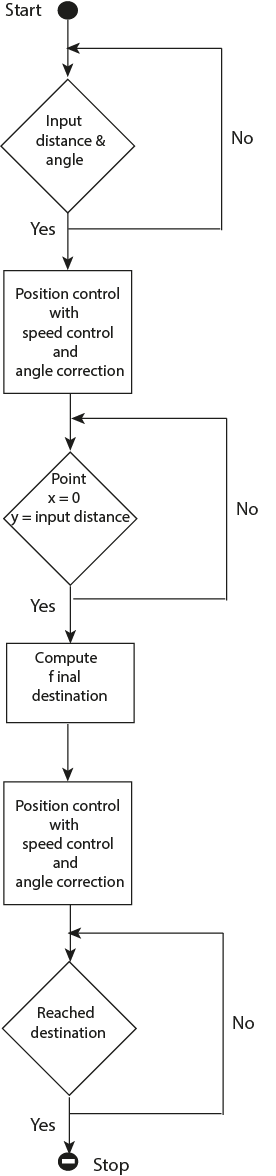 Start
Input
distance &
angle
No
Yes
Position control
with
speed control
and
angle correction
Point
x = 0
y = input distance
No
Yes
Compute
f inal
destination
Position control
with
speed control
and
angle correction
Reached
destination
No
Yes
Stop